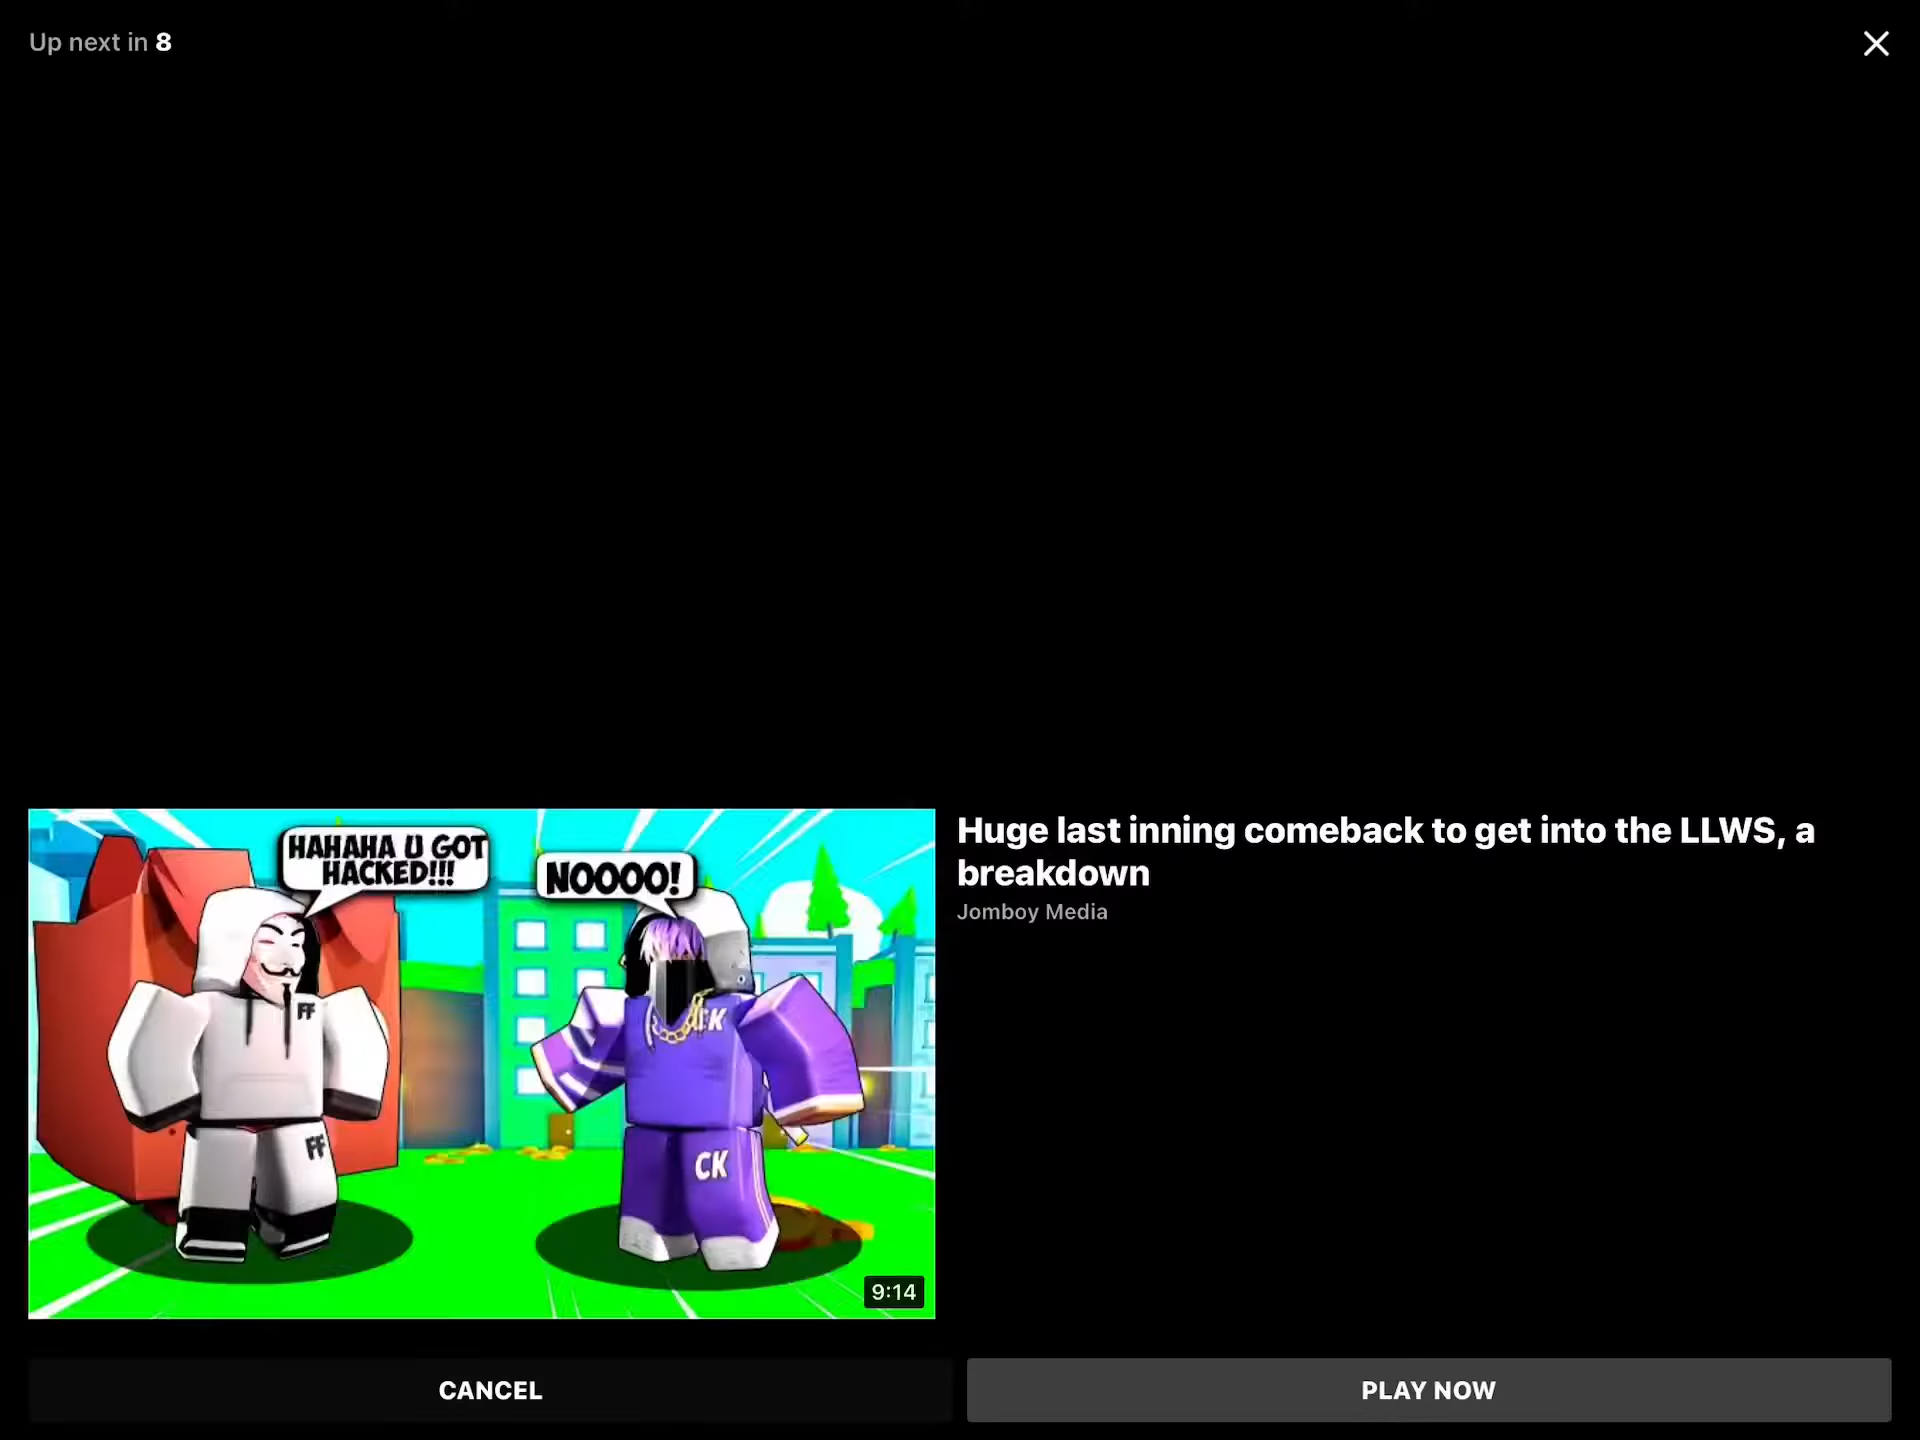 Up next in 8
HAHAHA U GOT
HACKED!!!
NOOOO!
FF
FF
CK
CK
9:14
Huge last inning comeback to get into the LLWS, a
breakdown
Jomboy Media
CANCEL
PLAY NOW